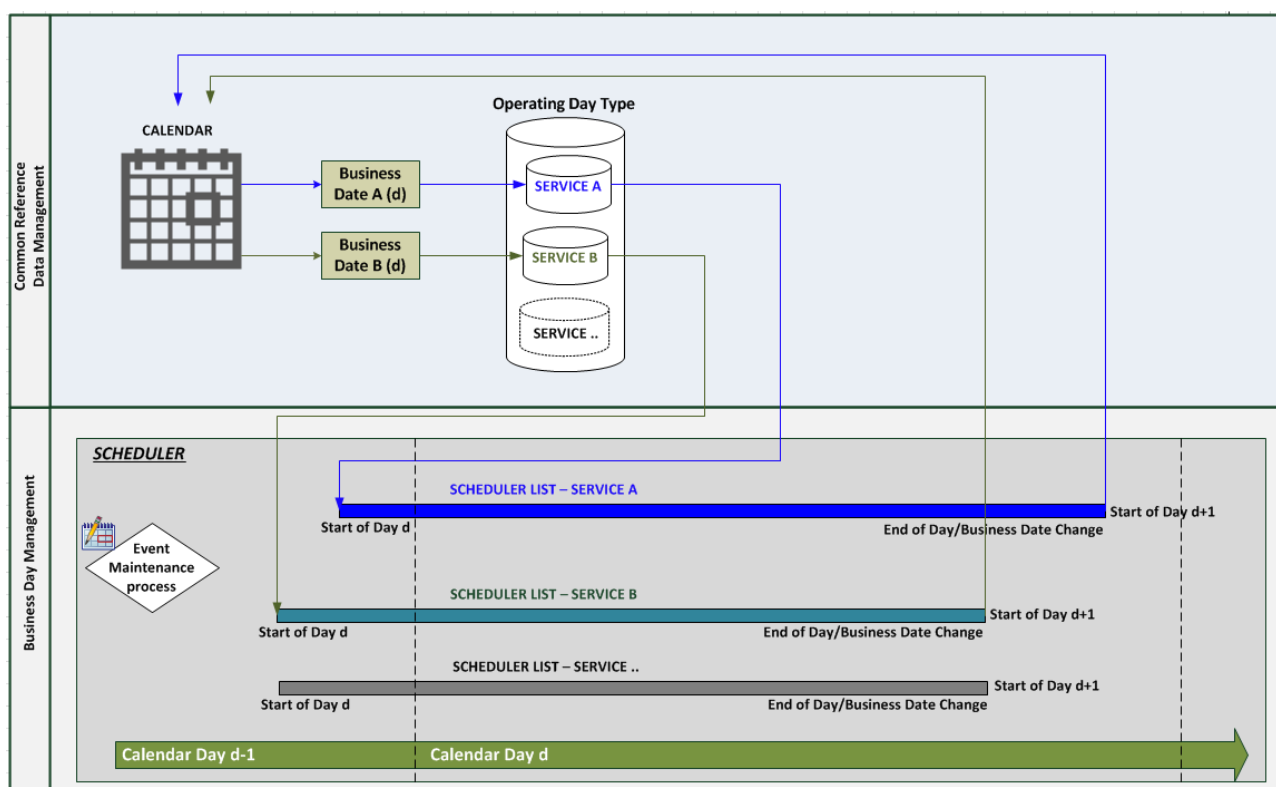 Common Reference
Data Management
Operating Day Type
CALENDAR
Business
Date A (d)
SERVICE A
Business
Date B (d)
SERVICE B
SERVICE ..
Business Day Management
SCHEDULER
SCHEDULER LIST – SERVICE A
Start of Day d
End of Day/Business Date Change
Start of Day d+1
Event
Maintenance
process
SCHEDULER LIST – SERVICE B
Start of Day d
End of Day/Business Date Change
Start of Day d+1
SCHEDULER LIST – SERVICE ..
Start of Day d
End of Day/Business Date Change
Start of Day d+1
Calendar Day d-1
Calendar Day d